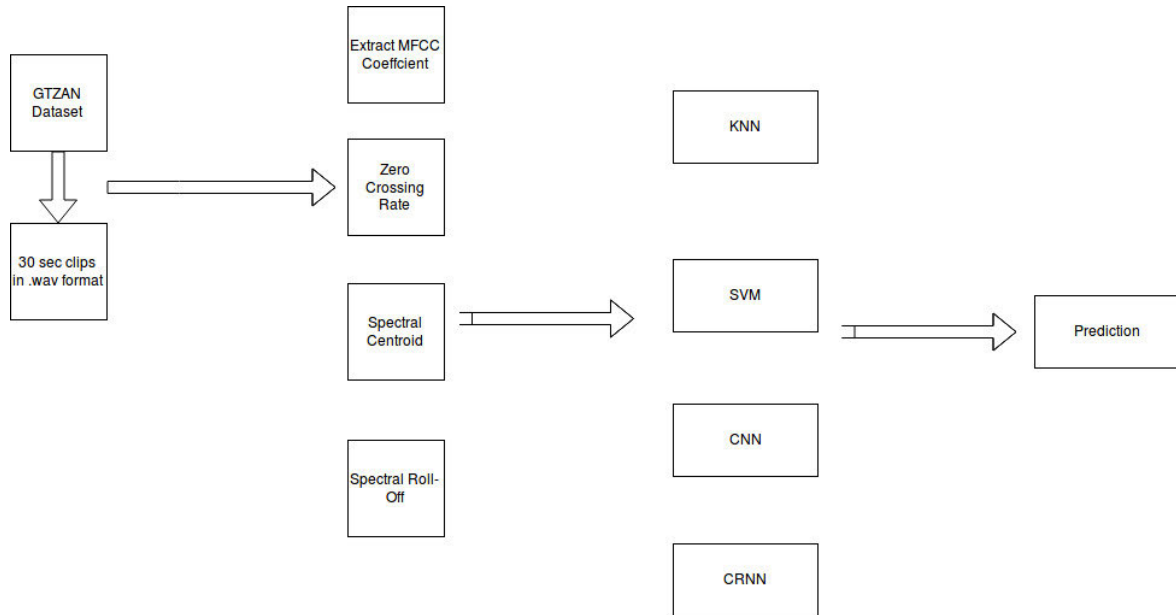 GTZAN
Dataset
30 sec clips
in .wav format
Extract MFCC
Coeffcient
Zero
Crossing
Rate
Spectral
Centroid
Spectral Roll-
Off
KNN
SVM
CNN
CRNN
Prediction